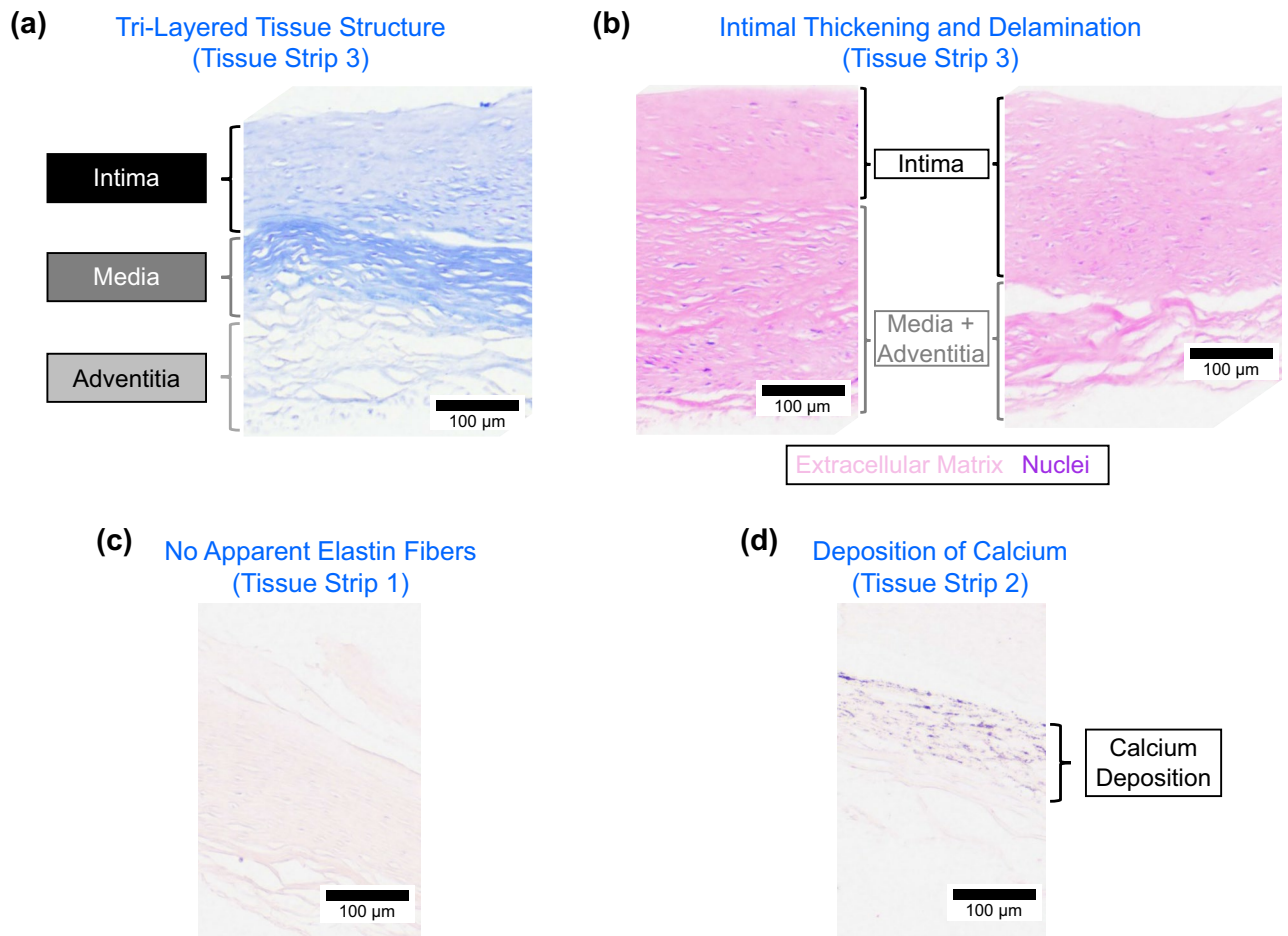 (a)
Tri-Layered Tissue Structure
(Tissue Strip 3)
Intima
Media
Adventitia
100 µm
(b)
Intimal Thickening and Delamination
(Tissue Strip 3)
Intima
Media +
Adventitia
100 µm
100 µm
Extracellular Matrix Nuclei
(c)
No Apparent Elastin Fibers
(Tissue Strip 1)
100 µm
(d)
Deposition of Calcium
(Tissue Strip 2)
Calcium
Deposition
100 µm